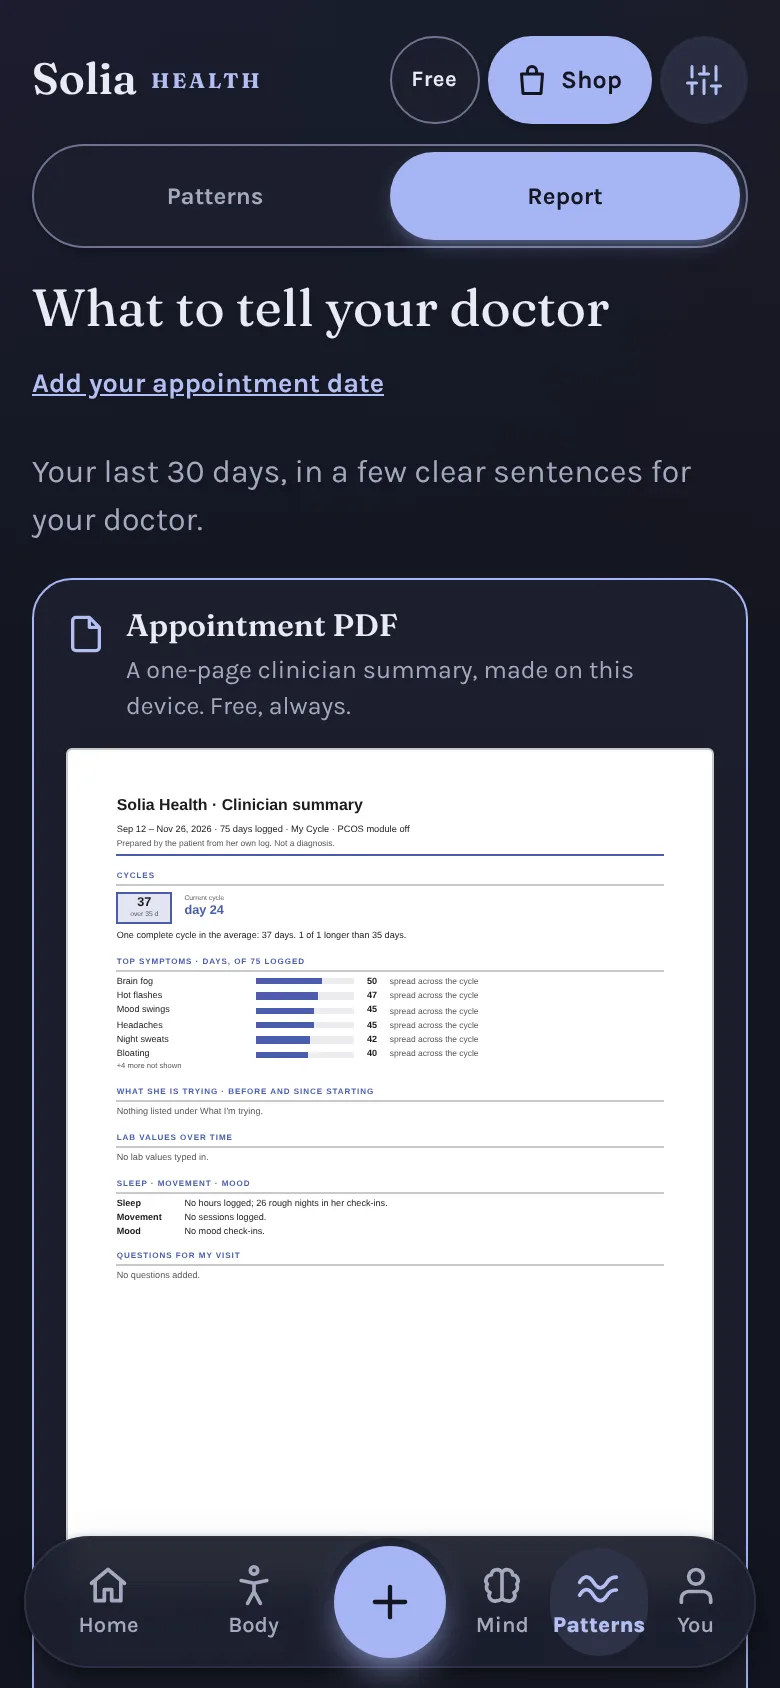 Solia HEALTH
Free
Shop
Patterns
Report
What to tell your doctor
Add your appointment date
Your last 30 days, in a few clear sentences for
your doctor.
Appointment PDF
A one-page clinician summary, made on this
device. Free, always.
Solia Health · Clinician summary
Sep 12 – Nov 26, 2026 · 75 days logged · My Cycle · PCOS module off
Prepared by the patient from her own log. Not a diagnosis.
CYCLES
37
over 35 d
Current cycle
day 24
One complete cycle in the average: 37 days. 1 of 1 longer than 35 days.
TOP SYMPTOMS · DAYS, OF 75 LOGGED
Brain fog 50 spread across the cycle
Hot flashes 47 spread across the cycle
Mood swings 45 spread across the cycle
Headaches 45 spread across the cycle
Night sweats 42 spread across the cycle
Bloating 40 spread across the cycle
+4 more not shown
WHAT SHE IS TRYING · BEFORE AND SINCE STARTING
Nothing listed under What I'm trying.
LAB VALUES OVER TIME
No lab values typed in.
SLEEP · MOVEMENT · MOOD
Sleep No hours logged; 26 rough nights in her check-ins.
Movement No sessions logged.
Mood No mood check-ins.
QUESTIONS FOR MY VISIT
No questions added.
Home
Body
Mind
Patterns
You